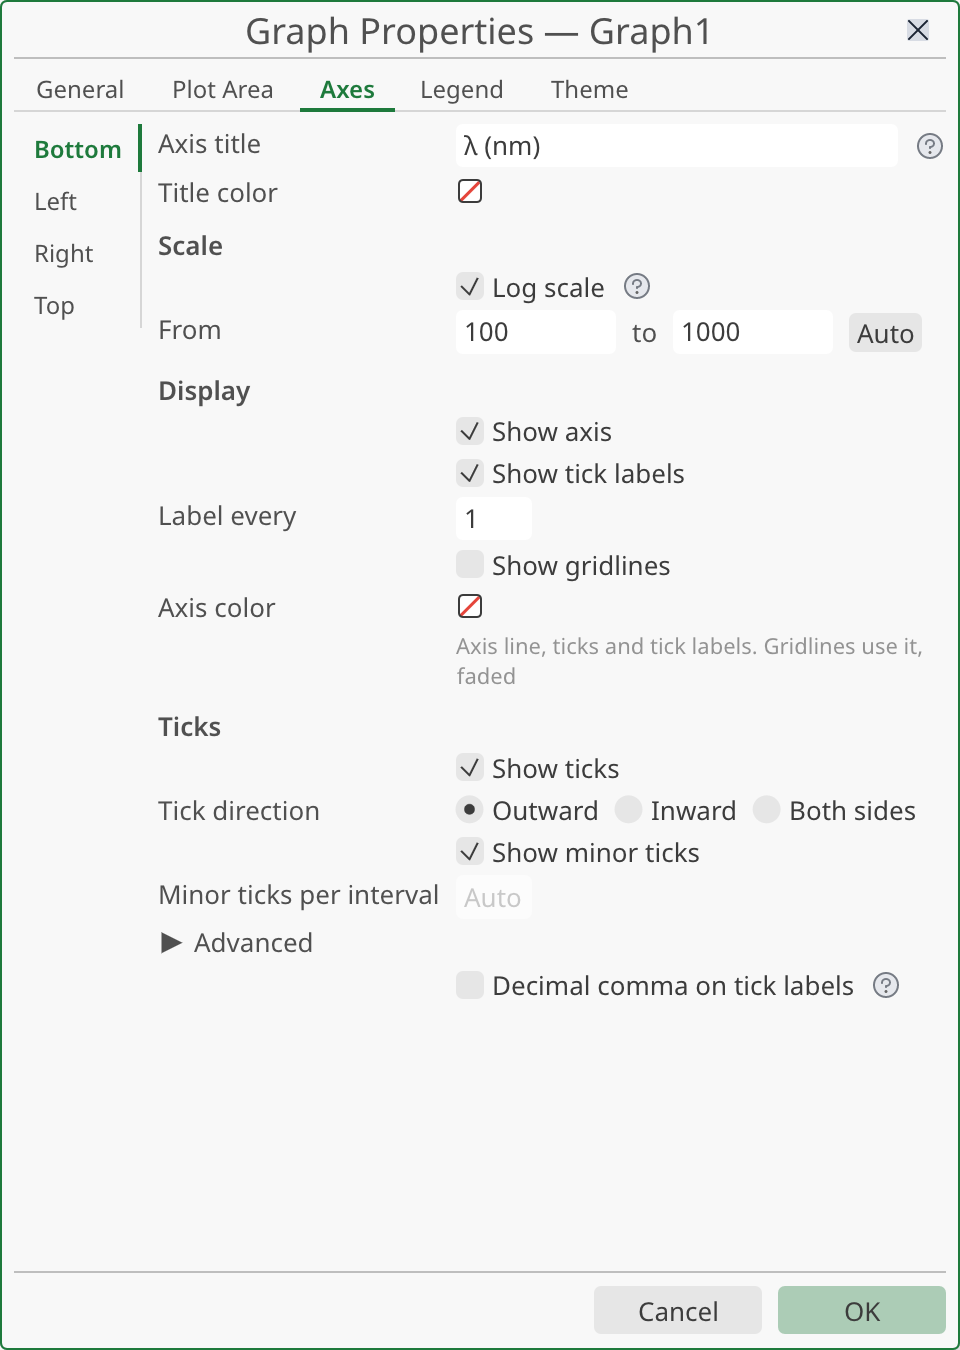 Graph Properties — Graph1
General Plot Area Axes Legend Theme
Bottom
Left
Right
Top
Axis title λ (nm) ?
Title color
Scale
Log scale ?
From 100 to 1000 Auto
Display
Show axis
Show tick labels
Label every 1
Show gridlines
Axis color
Axis line, ticks and tick labels. Gridlines use it,
faded
Ticks
Show ticks
Tick direction Outward Inward Both sides
Show minor ticks
Minor ticks per interval Auto
Advanced
Decimal comma on tick labels ?
Cancel OK